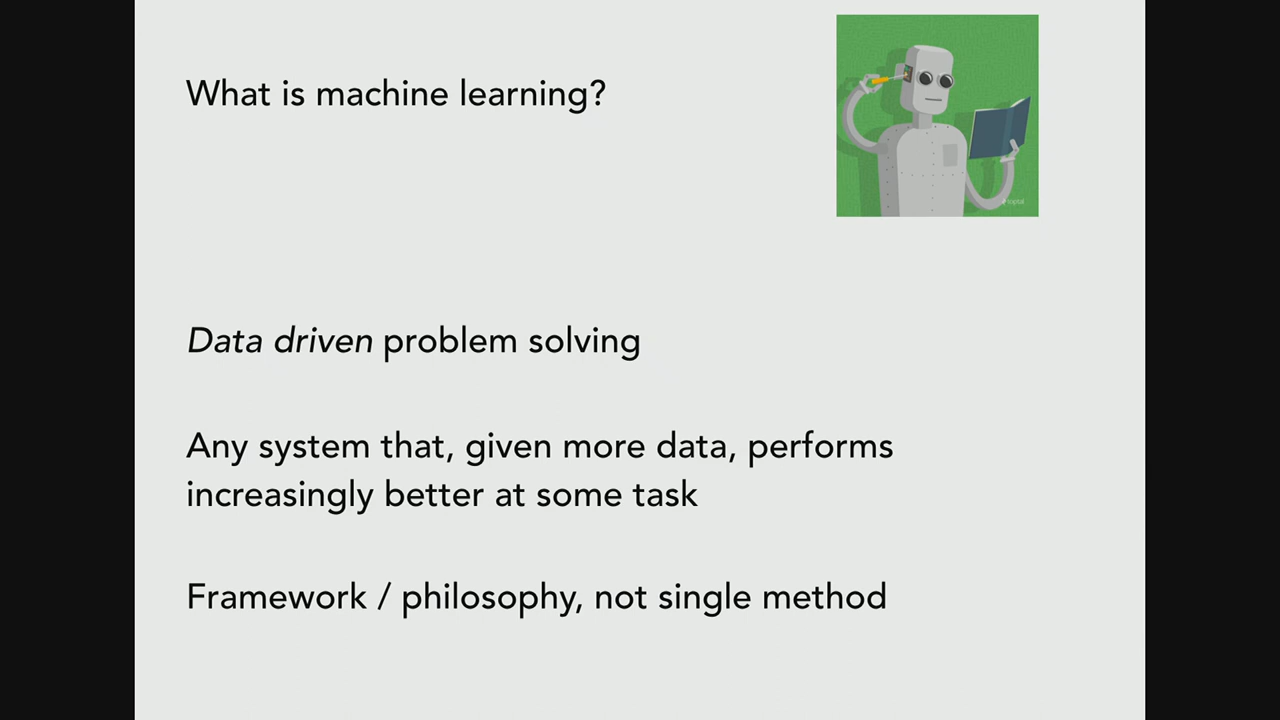 What is machine learning?
Data driven problem solving
Any system that, given more data, performs
increasingly better at some task
Framework / philosophy, not single method